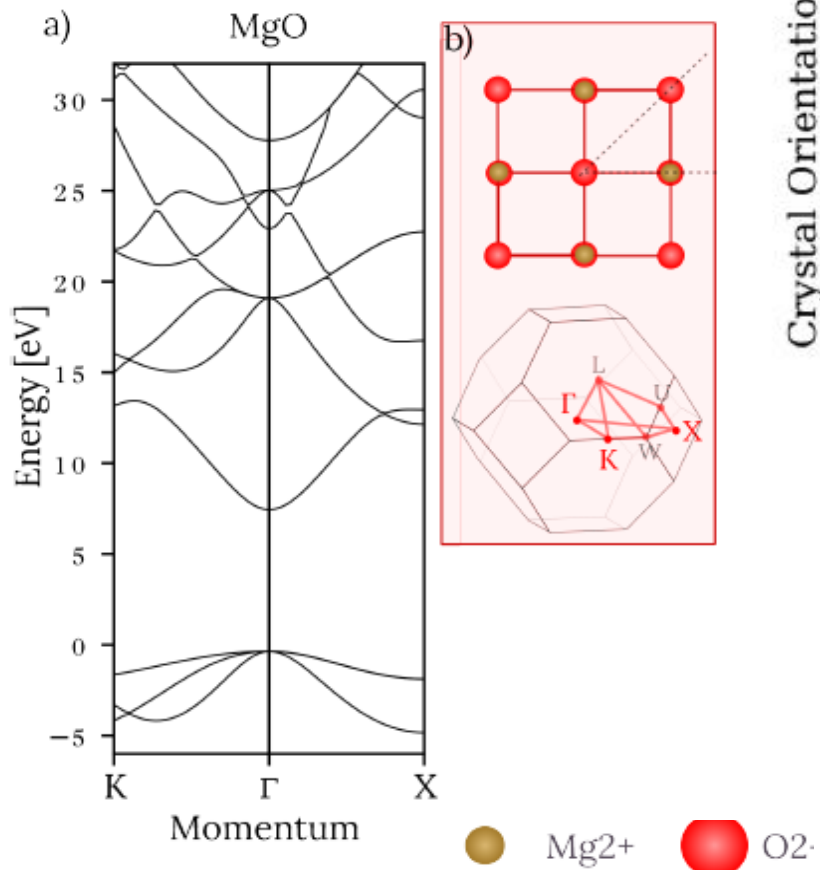 a)
MgO
30
25
20
15
10
5
0
−5
Energy [eV]
K
Γ
X
Momentum
b)
L
U
Γ
X
W
K
Crystal Orientatio
Mg2+
O2-